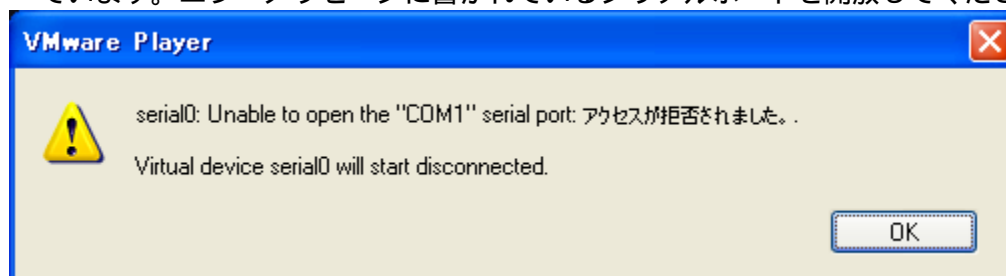 VMware Player
serial0: Unable to open the "COM1" serial port: アクセスが拒否されました。.
Virtual device serial0 will start disconnected.
OK